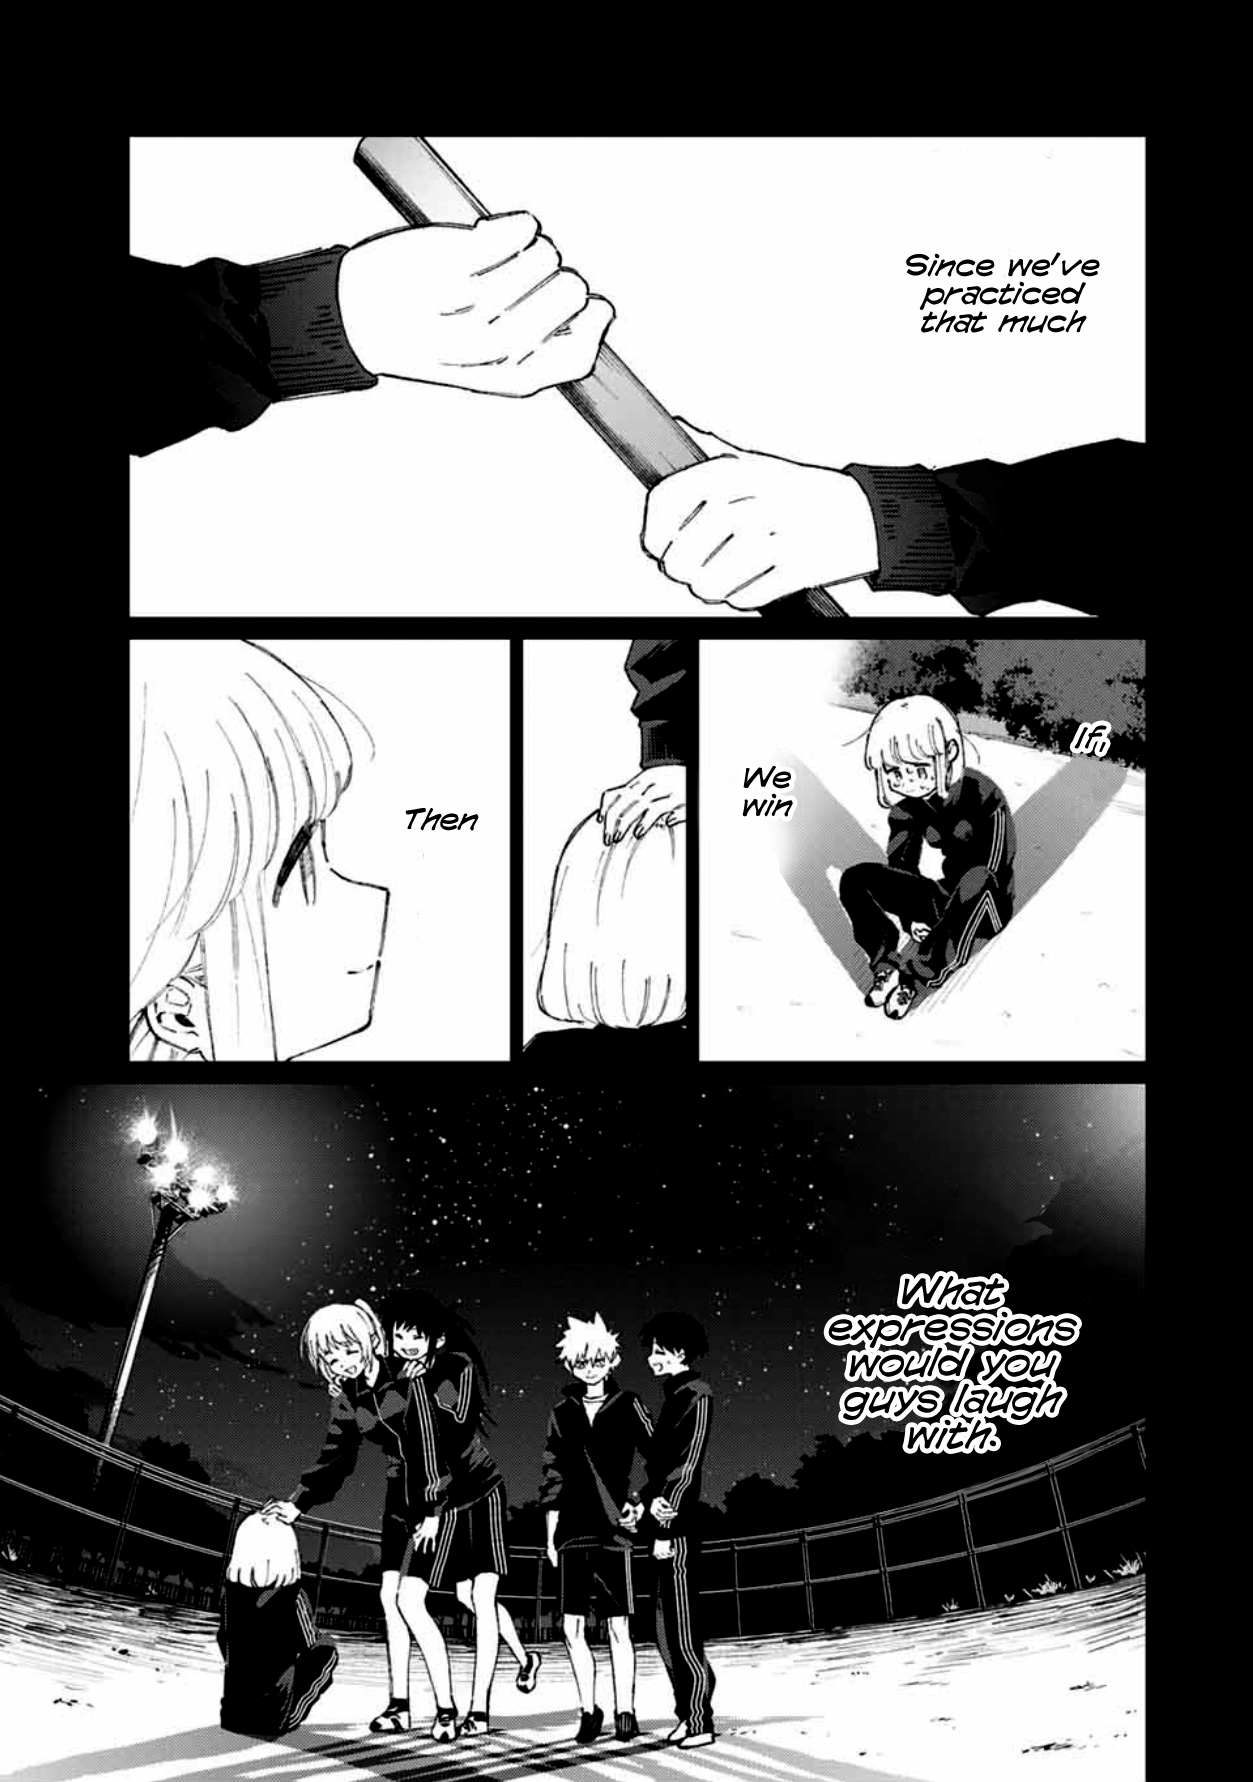 Since we've
practiced
that much
If,
We
win
Then
What
expressions
would you
guys laugh
with.